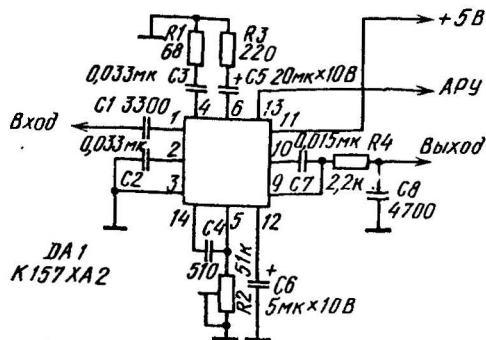 R1
68
R3
220
+5В
0,033мк
C3
+ C5 20мк×10В
АРУ
4
6
13
11
Вход
C1 3300
1
0,033мк
2
C2
3
10
0,015мк
R4
Выход
9
C7
2,2к
C8
4700
14
5
12
C4
510
51к
R2
+
C6
5мк×10В
DA1
К157ХА2